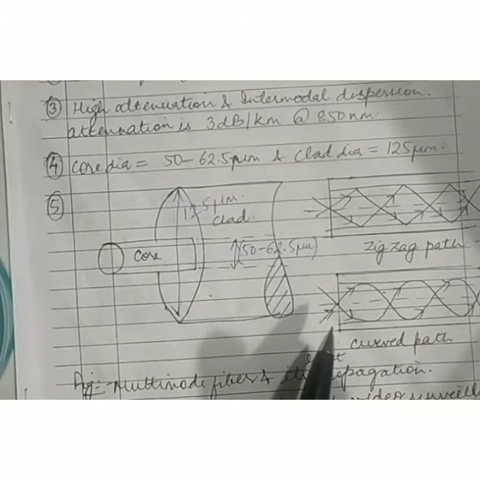 ③ High attenuation & Intermodal dispersion.
attenuation is 3dB/km @ 850nm.
④ Core dia = 50-62.5μm & Clad dia = 125μm.
⑤
125μm
clad.
Core
(50-62.5μm)
Zig zag path
curved path
Fig:- Multimode fiber & its propagation.